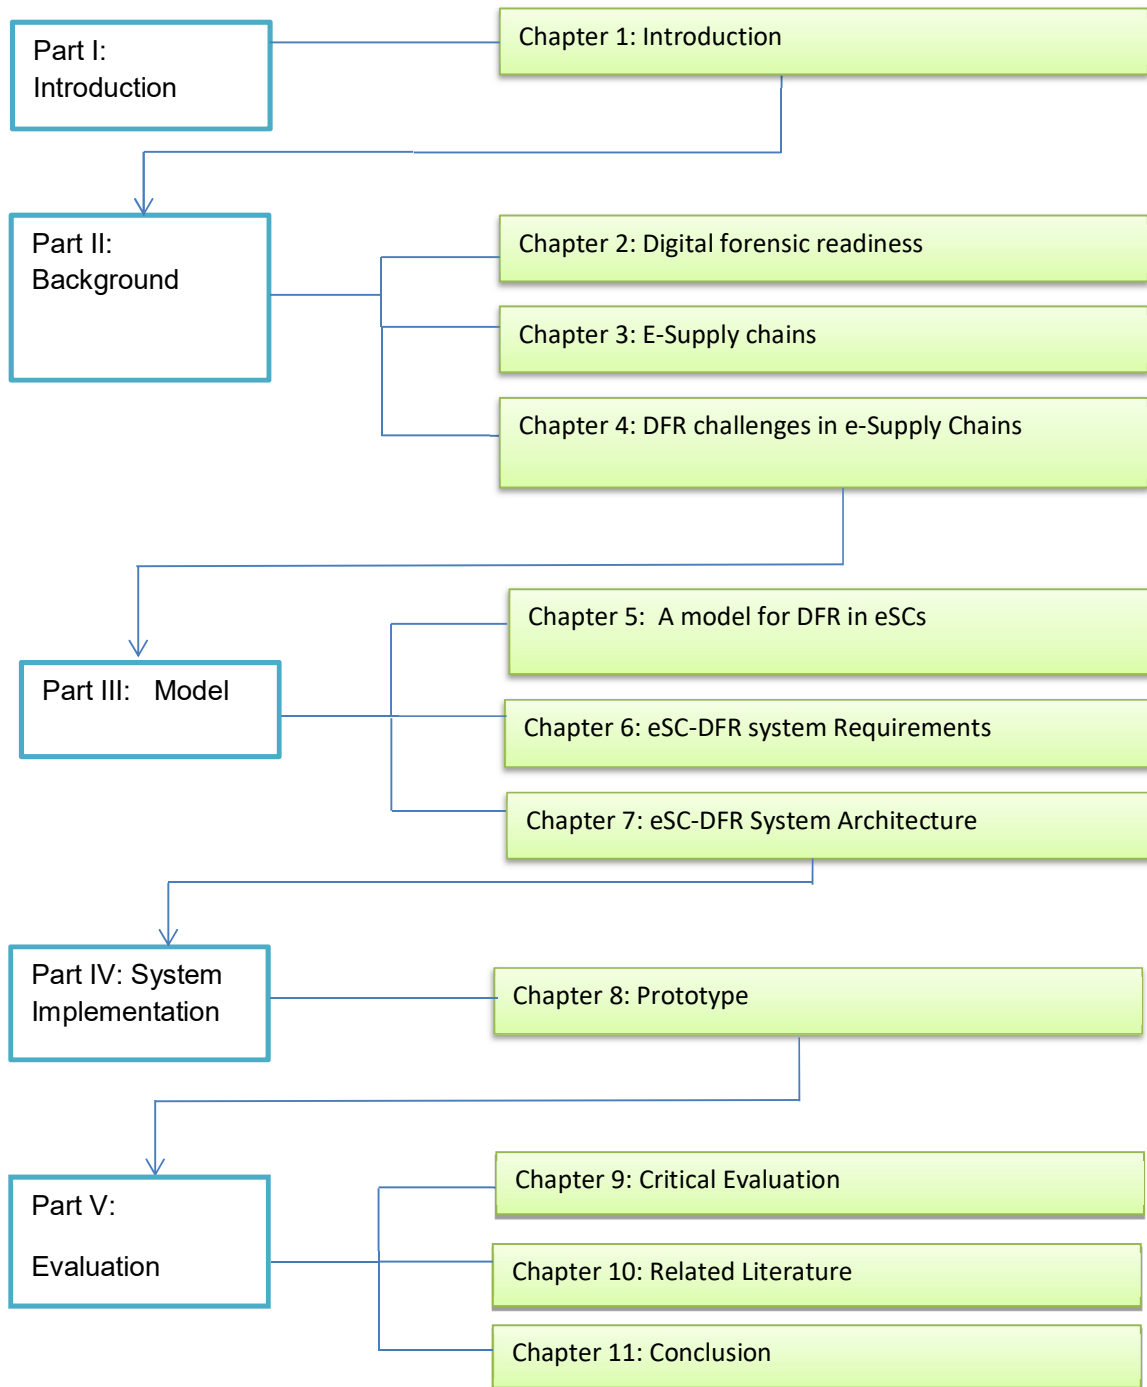 Part I:
Introduction
Chapter 1: Introduction
Part II:
Background
Chapter 2: Digital forensic readiness
Chapter 3: E-Supply chains
Chapter 4: DFR challenges in e-Supply Chains
Part III:   Model
Chapter 5:  A model for DFR in eSCs
Chapter 6: eSC-DFR system Requirements
Chapter 7: eSC-DFR System Architecture
Part IV: System
Implementation
Chapter 8: Prototype
Part V:
Evaluation
Chapter 9: Critical Evaluation
Chapter 10: Related Literature
Chapter 11: Conclusion